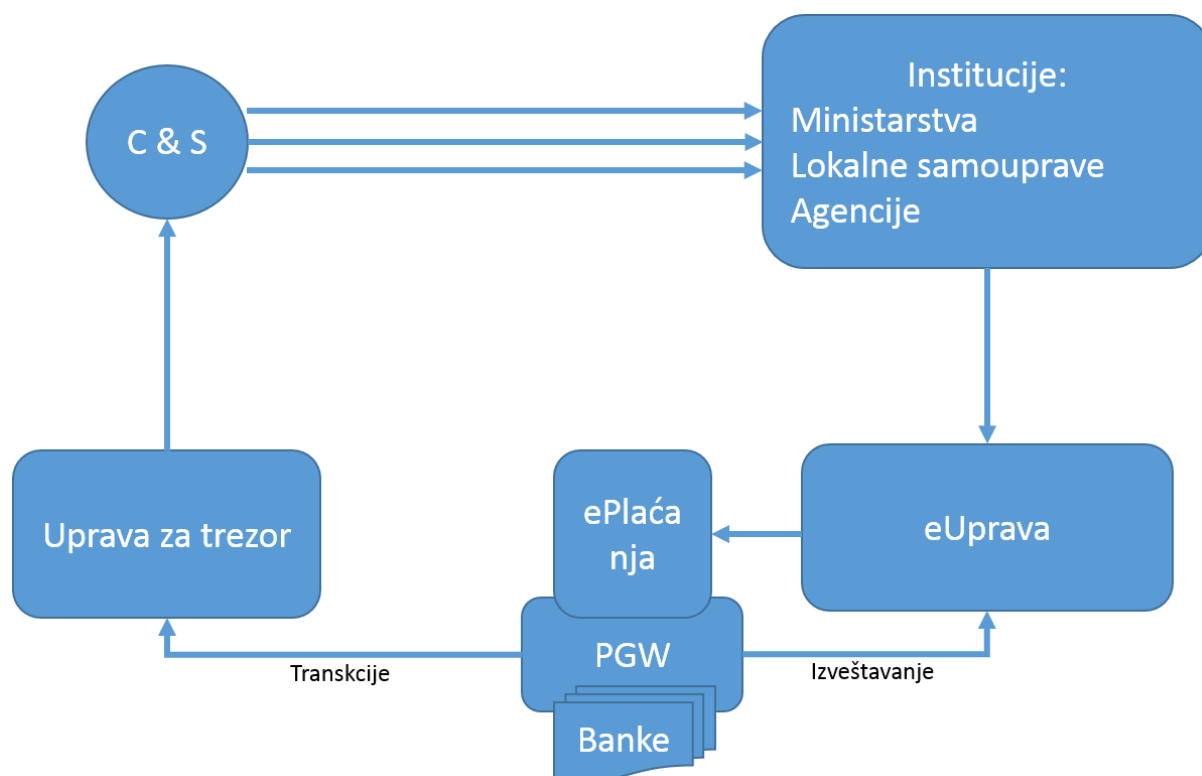 C & S
Institucije:
Ministarstva
Lokalne samouprave
Agencije
Uprava za trezor
ePlaća
nja
eUprava
PGW
Transkcije
Izveštavanje
Banke